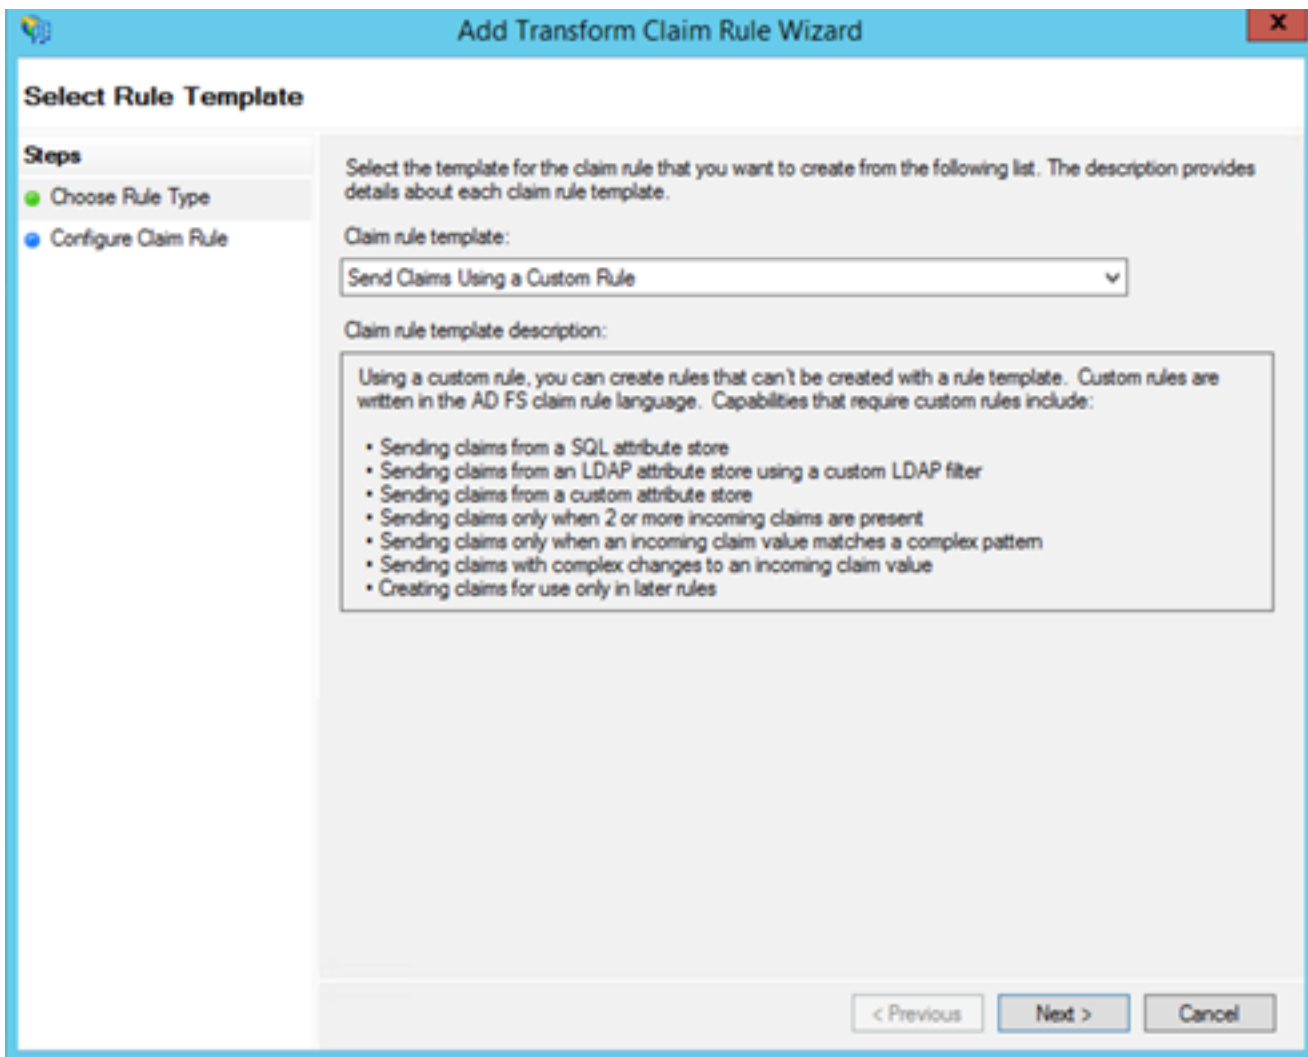 Add Transform Claim Rule Wizard
x
Select Rule Template
Steps
Choose Rule Type
Configure Claim Rule
Select the template for the claim rule that you want to create from the following list. The description provides
details about each claim rule template.
Claim rule template:
Send Claims Using a Custom Rule
Claim rule template description:
Using a custom rule, you can create rules that can't be created with a rule template. Custom rules are
written in the AD FS claim rule language. Capabilities that require custom rules include:
• Sending claims from a SQL attribute store
• Sending claims from an LDAP attribute store using a custom LDAP filter
• Sending claims from a custom attribute store
• Sending claims only when 2 or more incoming claims are present
• Sending claims only when an incoming claim value matches a complex pattern
• Sending claims with complex changes to an incoming claim value
• Creating claims for use only in later rules
< Previous
Next >
Cancel